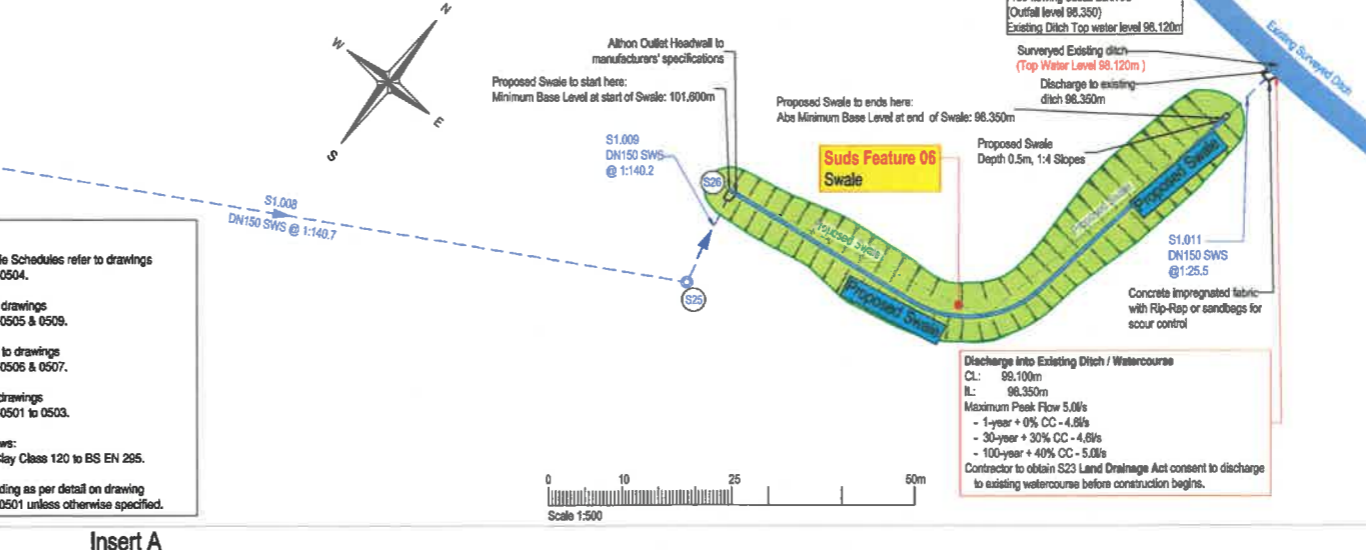 N
W
E
S
(Outfall level 98.350)
Existing Ditch Top water level 98.120m
Existing Surveyed Ditch
Althon Outlet Headwall to
manufacturers' specifications
Surveryed Existing ditch
(Top Water Level 98.120m )
Proposed Swale to start here:
Minimum Base Level at start of Swale: 101.600m
Discharge to existing
ditch 98.350m
Proposed Swale to ends here:
Abs Minimum Base Level at end of Swale: 98.350m
S1.009
DN150 SWS
@ 1:140.2
Proposed Swale
Depth 0.5m, 1:4 Slopes
Suds Feature 06
Swale
S26
S1.008
DN150 SWS @ 1:140.7
S25
Proposed Swale
Proposed Swale
Proposed Swale
Proposed Swale
S1.011
DN150 SWS
@1:25.5
Concrete impregnated fabric
with Rip-Rap or sandbags for
scour control
le Schedules refer to drawings
0504.
drawings
0505 & 0509.
to drawings
0506 & 0507.
drawings
0501 to 0503.
ws:
Clay Class 120 to BS EN 295.
ding as per detail on drawing
0501 unless otherwise specified.
Discharge into Existing Ditch / Watercourse
CL: 99.100m
IL: 98.350m
Maximum Peak Flow 5.0l/s
- 1-year + 0% CC - 4.6l/s
- 30-year + 30% CC - 4.6l/s
- 100-year + 40% CC - 5.0l/s
Contractor to obtain S23 Land Drainage Act consent to discharge
to existing watercourse before construction begins.
0 10 25 50m
Scale 1:500
Insert A